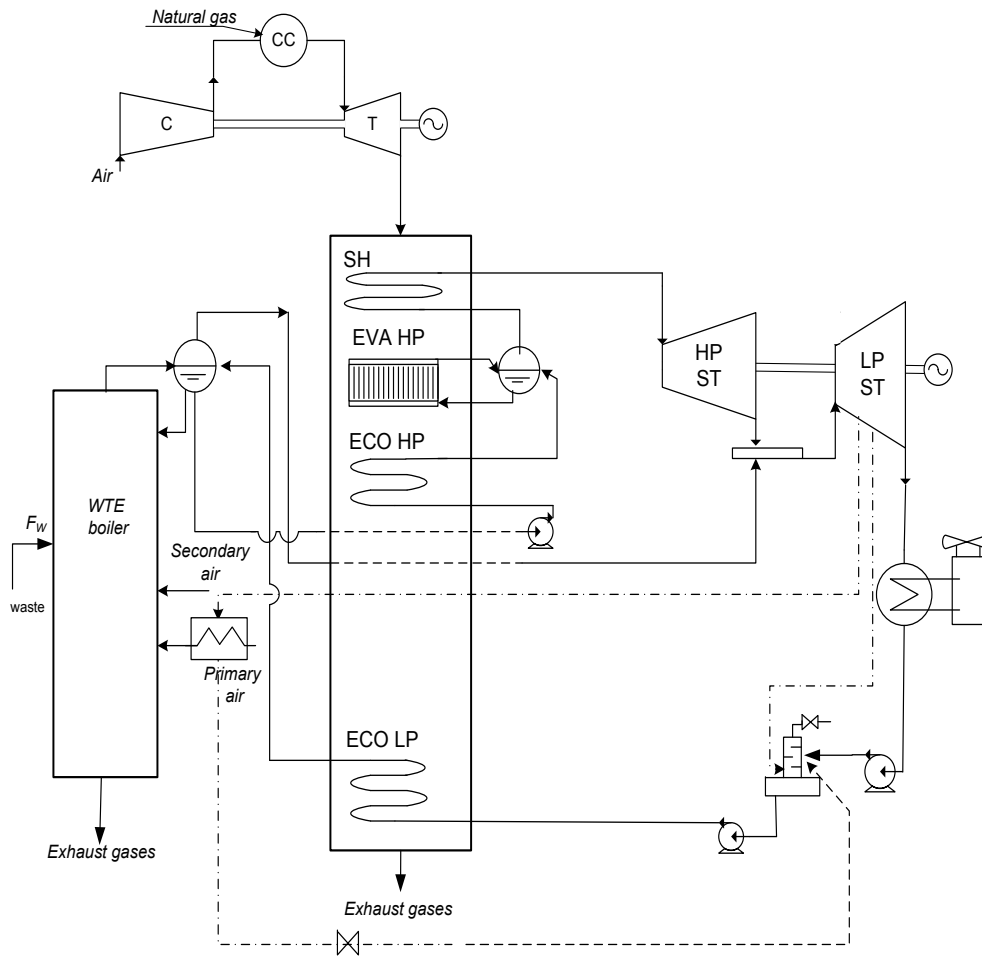 Natural gas
CC
C
T
Air
SH
EVA HP
HP
ST
LP
ST
ECO HP
WTE
boiler
Fw
Secondary
air
waste
Primary
air
ECO LP
Exhaust gases
Exhaust gases